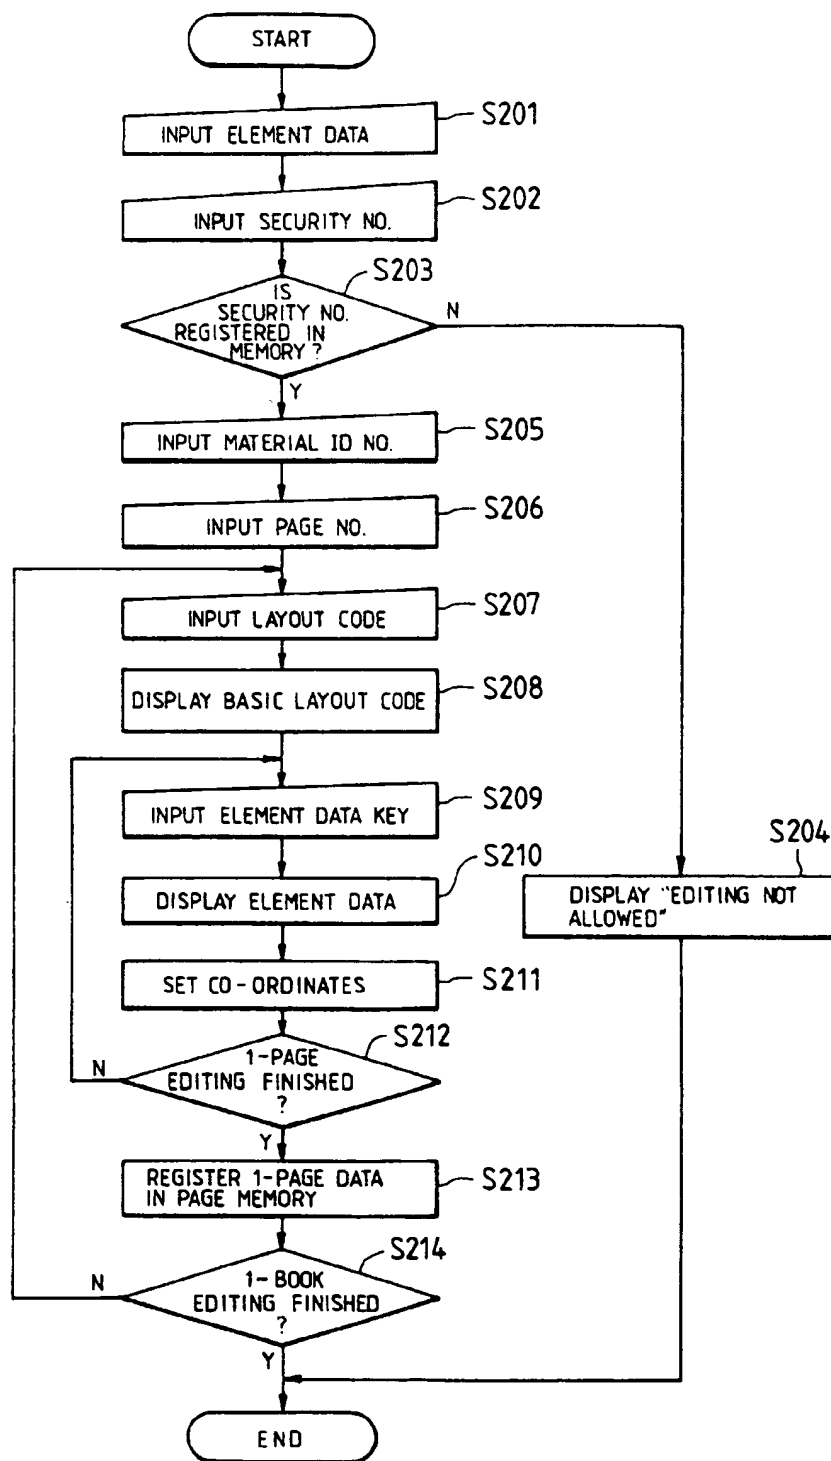 START
S201
INPUT ELEMENT DATA
S202
INPUT SECURITY NO.
S203
IS
SECURITY NO.
REGISTERED IN
MEMORY ?
N
Y
S205
INPUT MATERIAL ID NO.
S206
INPUT PAGE NO.
S207
INPUT LAYOUT CODE
S208
DISPLAY BASIC LAYOUT CODE
S209
INPUT ELEMENT DATA KEY
S204
DISPLAY "EDITING NOT
ALLOWED"
S210
DISPLAY ELEMENT DATA
S211
SET CO-ORDINATES
S212
1-PAGE
EDITING FINISHED
?
N
Y
S213
REGISTER 1-PAGE DATA
IN PAGE MEMORY
S214
1-BOOK
EDITING FINISHED
?
N
Y
END